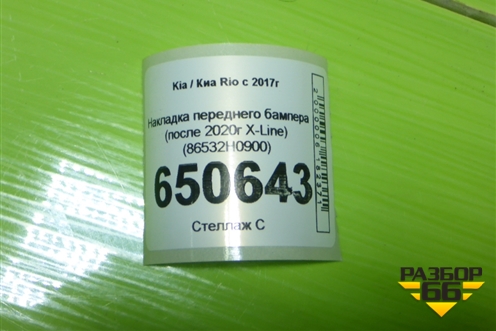 Kia / Киа Rio с 2017г
Накладка переднего бампера
(после 2020г X-Line)
(86532H0900)
650643
Стеллаж С
РАЗБОР
66